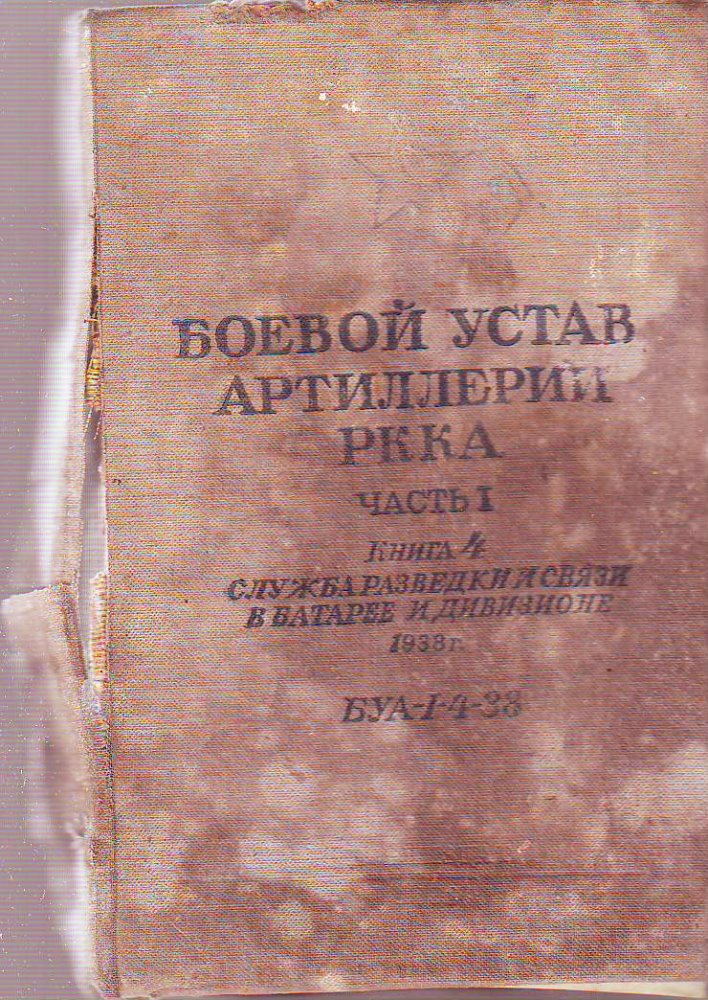 БОЕВОЙ УСТАВ
АРТИЛЛЕРИИ
РККА
ЧАСТЬ I
КНИГА 4
СЛУЖБА РАЗВЕДКИ И СВЯЗИ
В БАТАРЕЕ И ДИВИЗИОНЕ
1938 г.
БУА-I-4-38